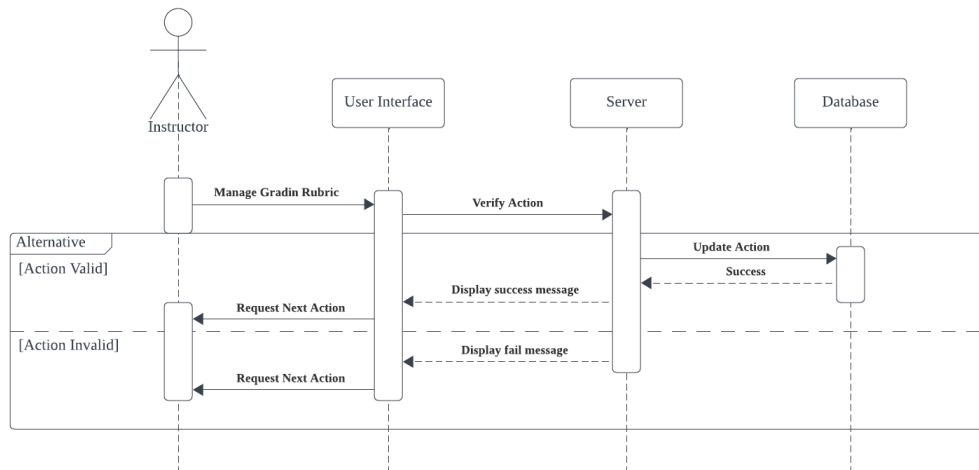 Instructor
User Interface
Server
Database
Manage Gradin Rubric
Verify Action
Alternative
[Action Valid]
Update Action
Success
Display success message
Request Next Action
[Action Invalid]
Display fail message
Request Next Action